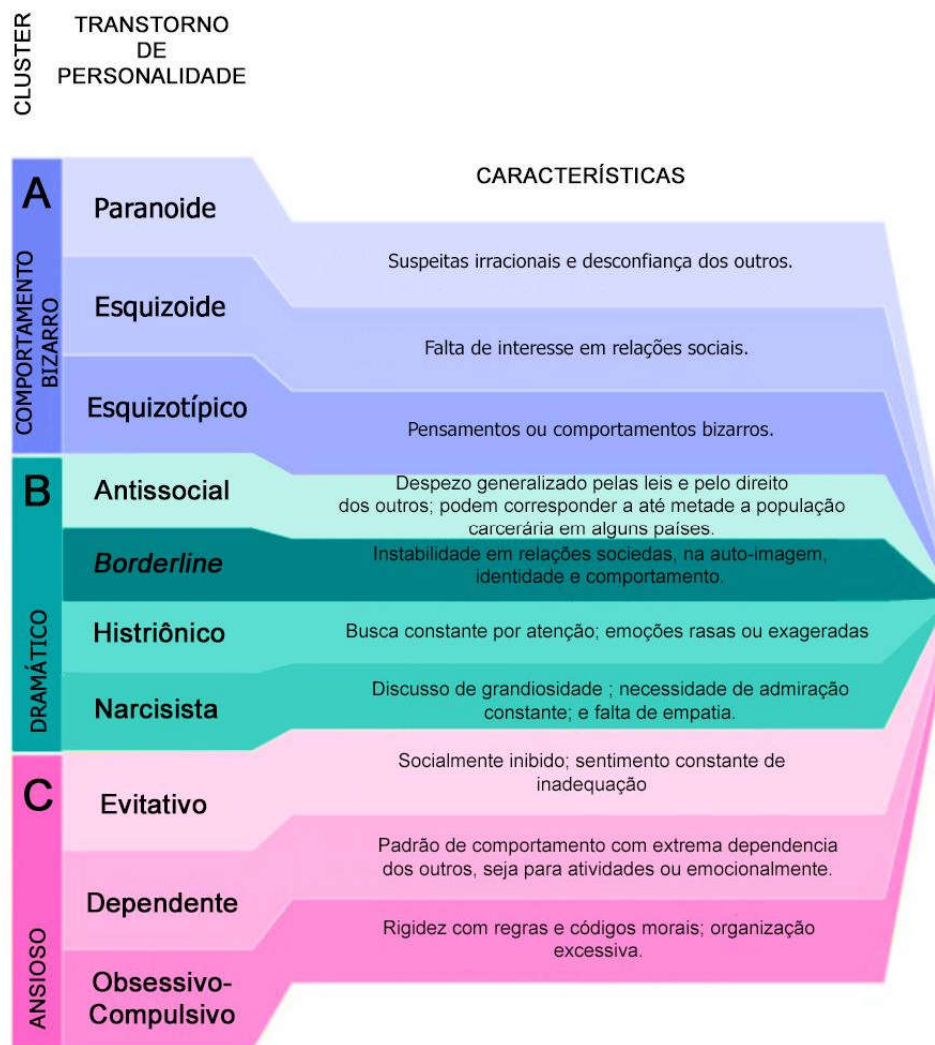 CLUSTER
TRANSTORNO
DE
PERSONALIDADE
CARACTERÍSTICAS
A
COMPORTAMENTO
BIZARRO
Paranoide
Suspeitas irracionais e desconfiança dos outros.
Esquizoide
Falta de interesse em relações sociais.
Esquizotípico
Pensamentos ou comportamentos bizarros.
B
DRAMÁTICO
Antissocial
Despezo generalizado pelas leis e pelo direito
dos outros; podem corresponder a até metade a população
carcerária em alguns países.
Borderline
Instabilidade em relações sociedas, na auto-imagem,
identidade e comportamento.
Histriônico
Busca constante por atenção; emoções rasas ou exageradas
Narcisista
Discusso de grandiosidade ; necessidade de admiração
constante; e falta de empatia.
C
ANSIOSO
Evitativo
Socialmente inibido; sentimento constante de
inadequação
Dependente
Padrão de comportamento com extrema dependencia
dos outros, seja para atividades ou emocionalmente.
Obsessivo-
Compulsivo
Rigidez com regras e códigos morais; organização
excessiva.